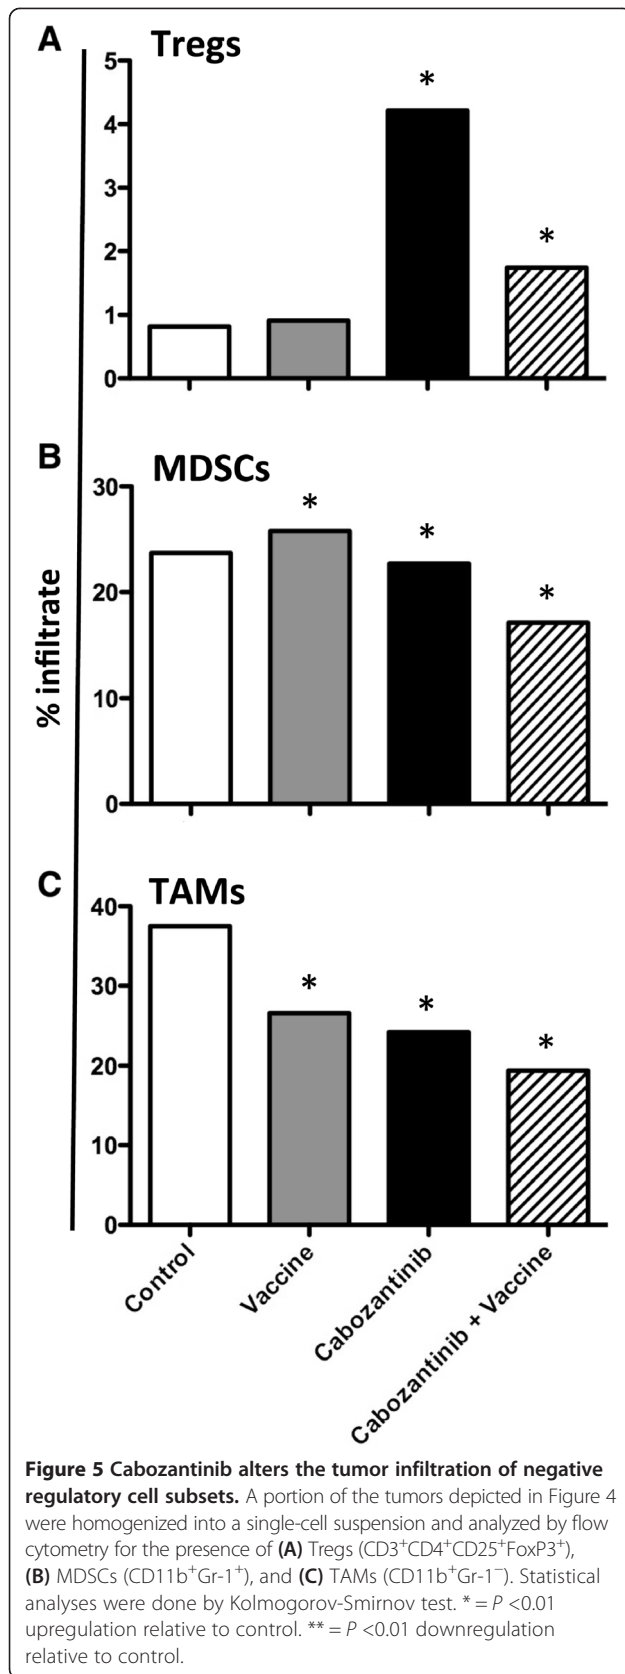 A Tregs
5
*
4
3
*
2
1
0
B MDSCs
30
*
*
20
*
10
0
% infiltrate
C TAMs
40
30
*
*
*
20
10
0
Control
Vaccine
Cabozantinib
Cabozantinib + Vaccine
Figure 5 Cabozantinib alters the tumor infiltration of negative
regulatory cell subsets. A portion of the tumors depicted in Figure 4
were homogenized into a single-cell suspension and analyzed by flow
cytometry for the presence of (A) Tregs (CD3⁺CD4⁺CD25⁺FoxP3⁺),
(B) MDSCs (CD11b⁺Gr-1⁺), and (C) TAMs (CD11b⁺Gr-1⁻). Statistical
analyses were done by Kolmogorov-Smirnov test. * = P <0.01
upregulation relative to control. ** = P <0.01 downregulation
relative to control.